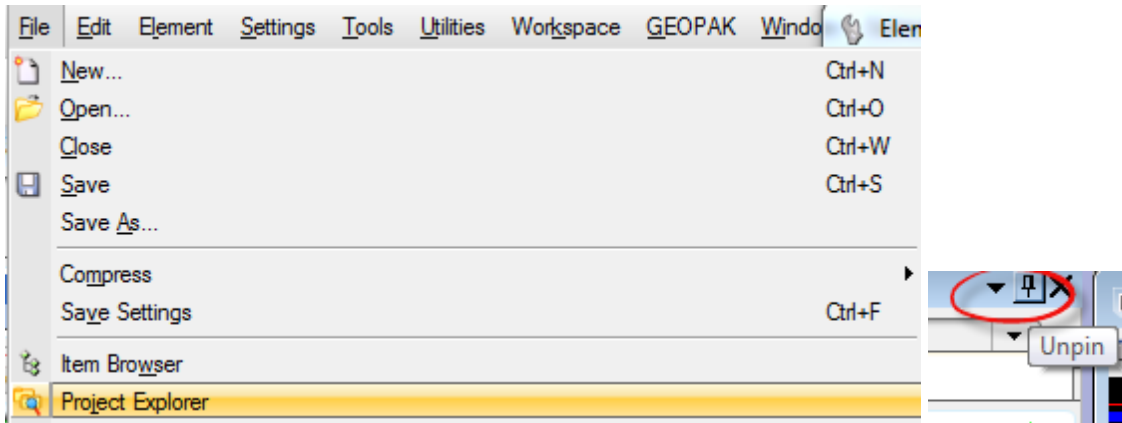 File Edit Element Settings Tools Utilities Workspace GEOPAK Windo Elen
New... Ctrl+N
Open... Ctrl+O
Close Ctrl+W
Save Ctrl+S
Save As...
Compress
Save Settings Ctrl+F
Item Browser
Project Explorer
Unpin